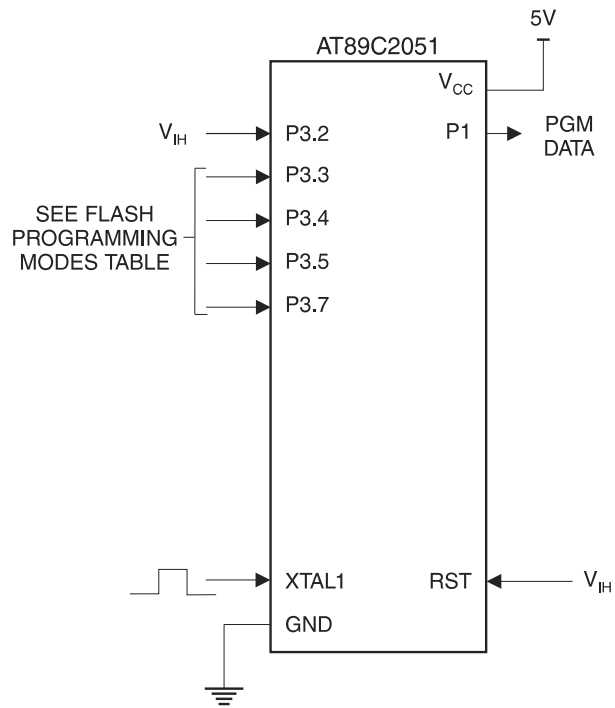 5V
AT89C2051
VCC
VIH
P3.2
P1
PGM
DATA
P3.3
SEE FLASH
PROGRAMMING
MODES TABLE
P3.4
P3.5
P3.7
XTAL1
RST
VIH
GND